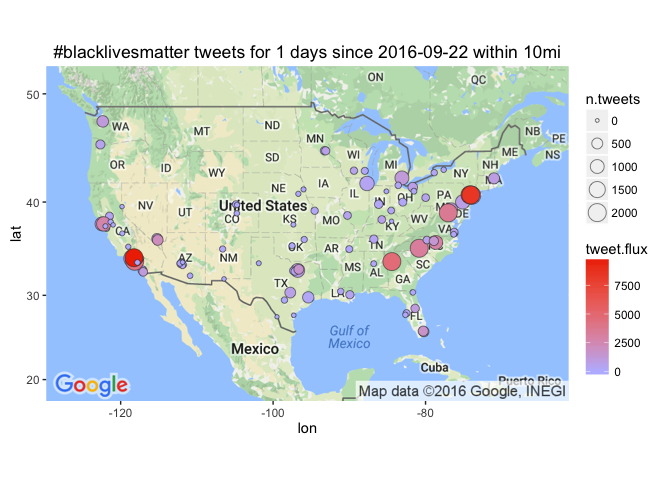 #blacklivesmatter tweets for 1 days since 2016-09-22 within 10mi
lat
50
40
30
20
ON
QC
WA
MT
ND
MN
NB
PE
ME
NS
OR
ID
SD
WI
MI
NH
NY
WY
IA
MA
PA
IL
IN
OH
NV
UT
United States
CO
KS
MO
WV
DE
KY
VA
CA
AZ
NM
OK
AR
TN
MS
AL
SC
GA
TX
LA
FL
Gulf of
Mexico
Mexico
Cuba
Puerto Rico
Google
Map data ©2016 Google, INEGI
-120
-100
-80
lon
n.tweets
0
500
1000
1500
2000
tweet.flux
7500
5000
2500
0